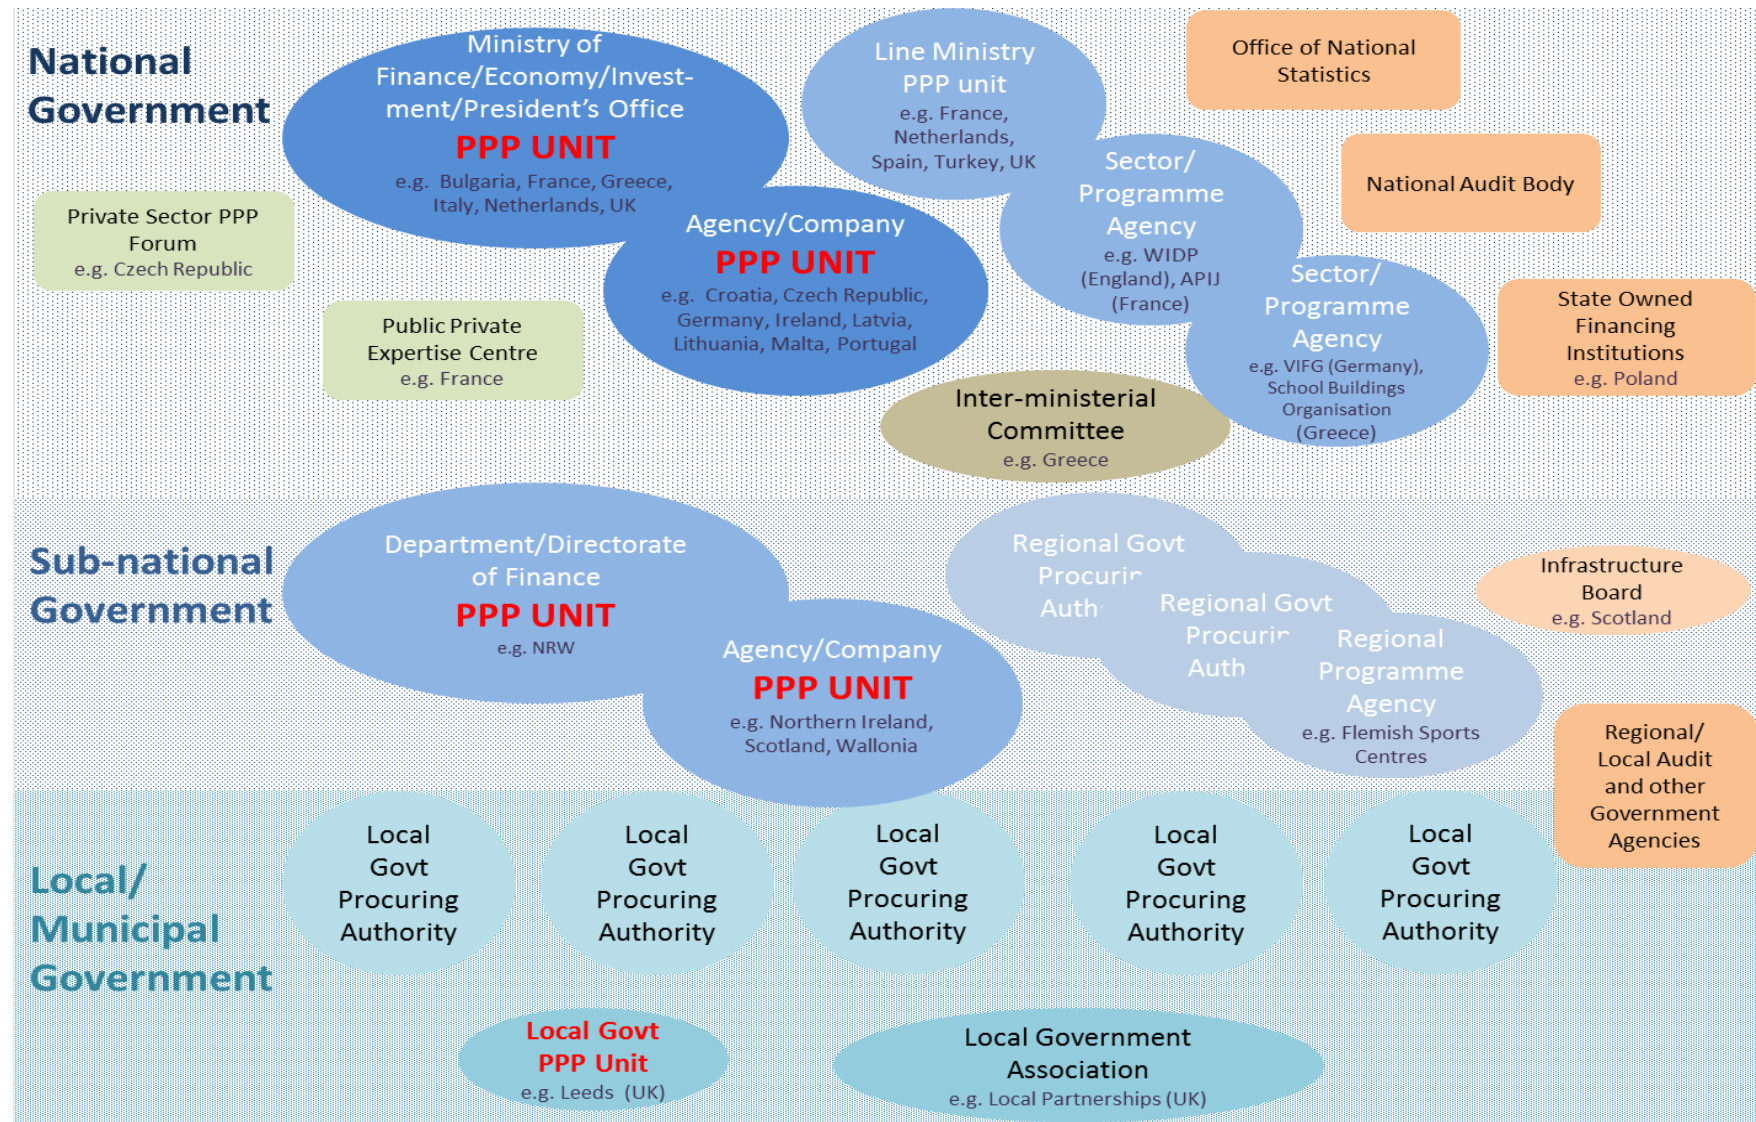 National
Government
Ministry of
Finance/Economy/Invest-
ment/President's Office
PPP UNIT
e.g. Bulgaria, France, Greece,
Italy, Netherlands, UK
Line Ministry
PPP unit
e.g. France,
Netherlands,
Spain, Turkey, UK
Office of National
Statistics
Sector/
Programme
Agency
e.g. WIDP
(England), APIJ
(France)
National Audit Body
Private Sector PPP
Forum
e.g. Czech Republic
Agency/Company
PPP UNIT
e.g. Croatia, Czech Republic,
Germany, Ireland, Latvia,
Lithuania, Malta, Portugal
Sector/
Programme
Agency
e.g. VIFG (Germany),
School Buildings
Organisation
(Greece)
State Owned
Financing
Institutions
e.g. Poland
Public Private
Expertise Centre
e.g. France
Inter-ministerial
Committee
e.g. Greece
Sub-national
Government
Department/Directorate
of Finance
PPP UNIT
e.g. NRW
Agency/Company
PPP UNIT
e.g. Northern Ireland,
Scotland, Wallonia
Regional Govt
Regional Govt
Regional
Programme
Agency
e.g. Flemish Sports
Centres
Infrastructure
Board
e.g. Scotland
Regional/
Local Audit
and other
Government
Agencies
Local/
Municipal
Government
Local
Govt
Procuring
Authority
Local
Govt
Procuring
Authority
Local
Govt
Procuring
Authority
Local
Govt
Procuring
Authority
Local
Govt
Procuring
Authority
Local Govt
PPP Unit
e.g. Leeds (UK)
Local Government
Association
e.g. Local Partnerships (UK)